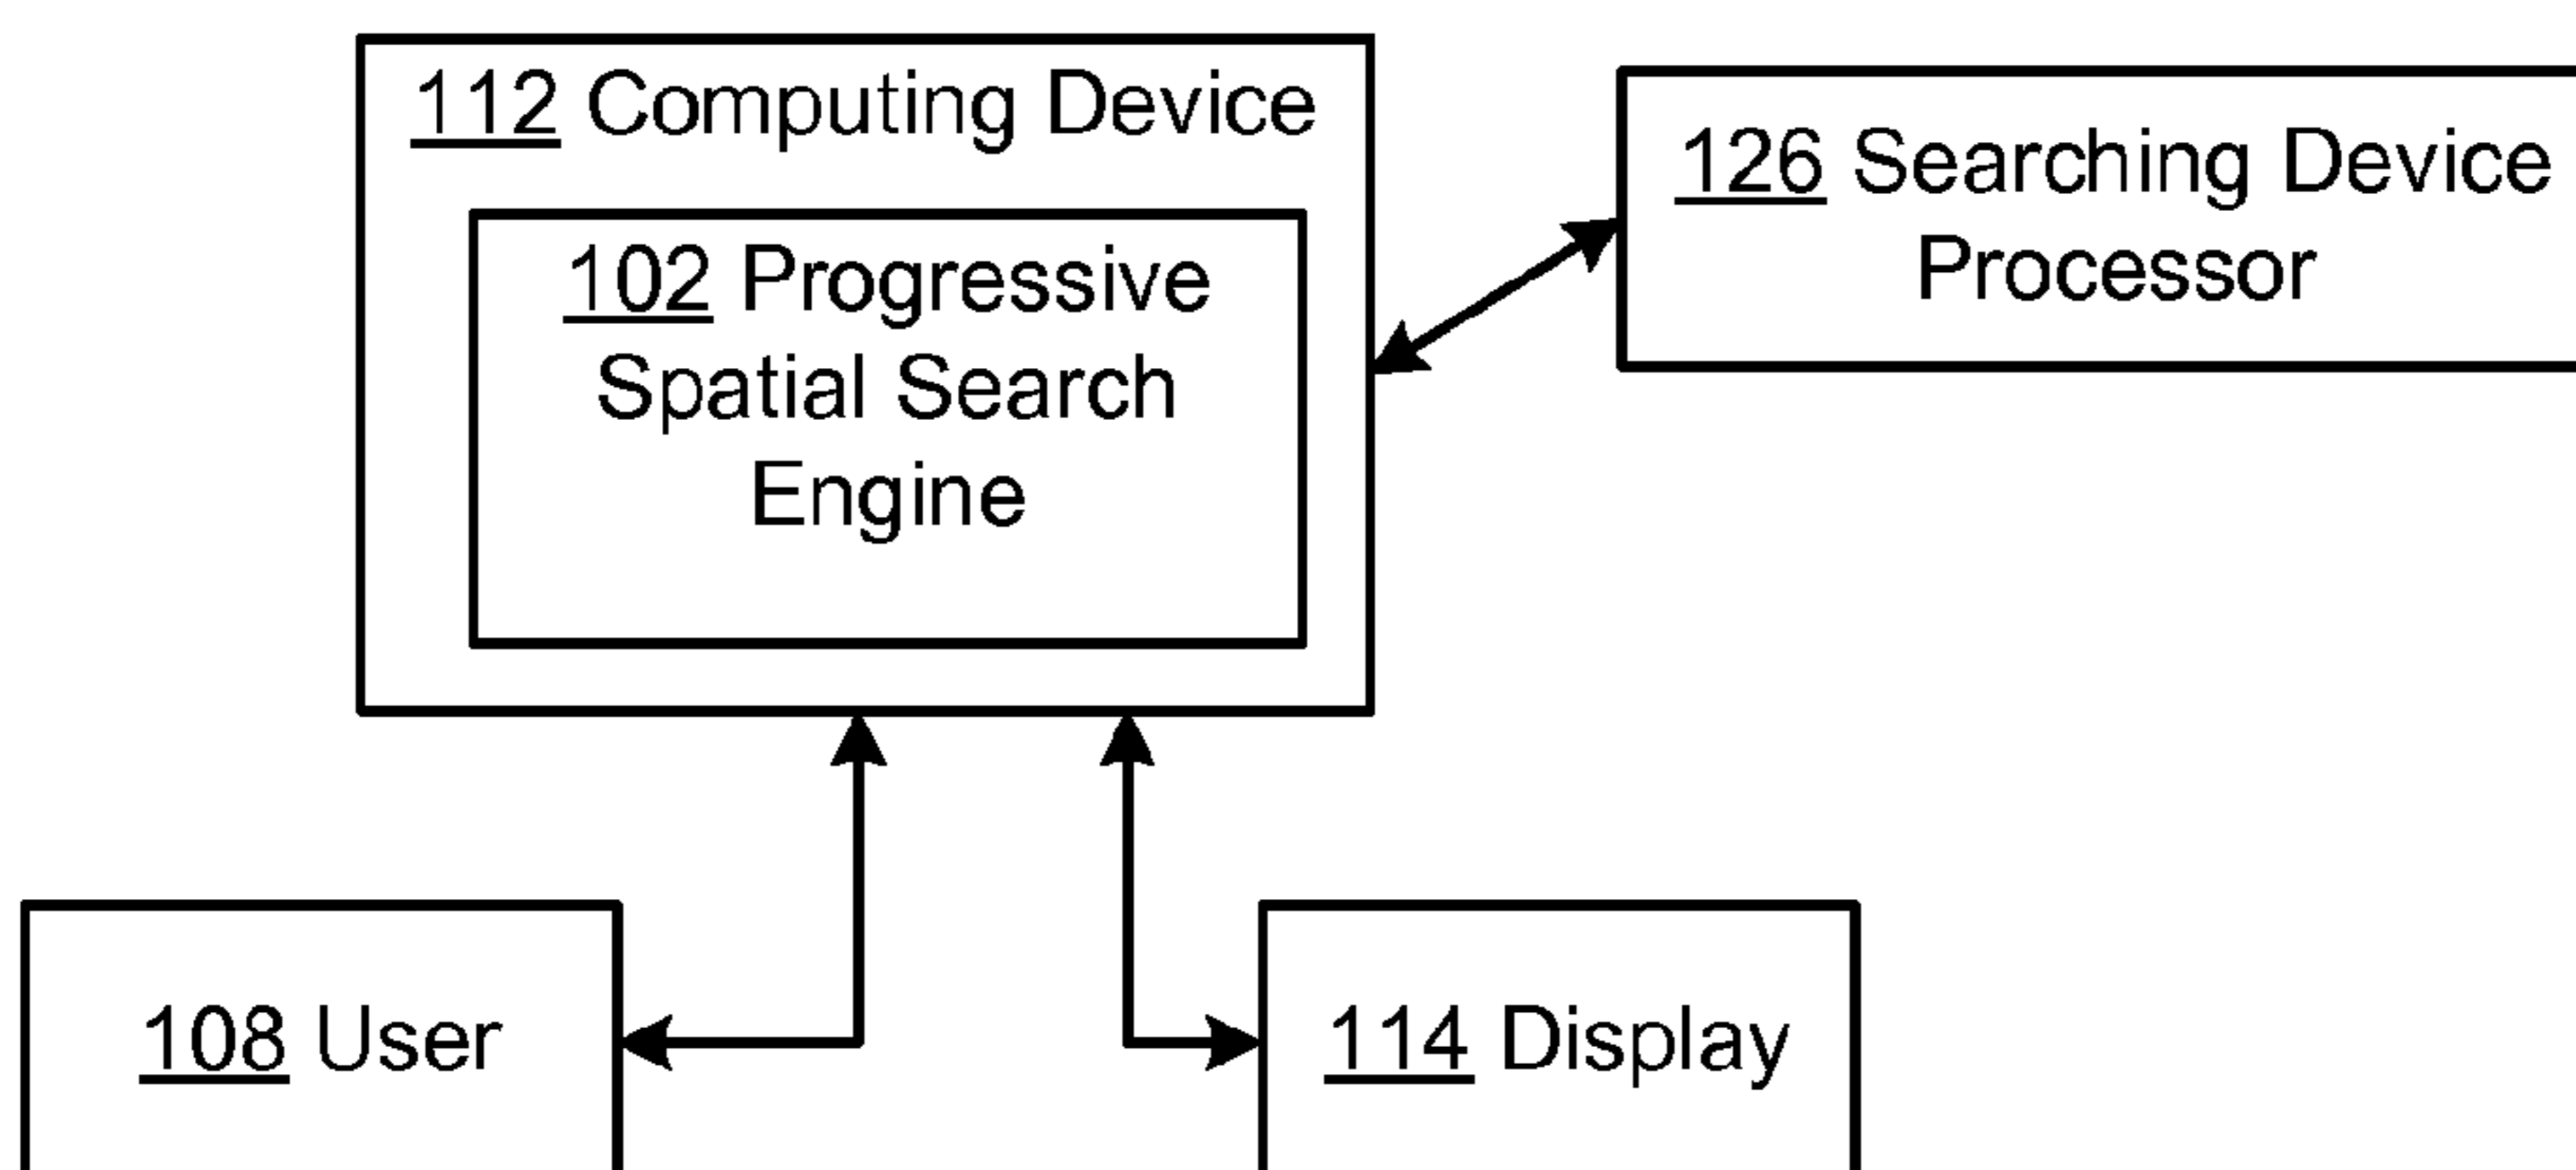 112 Computing Device
102 Progressive
Spatial Search
Engine
126 Searching Device
Processor
108 User
114 Display